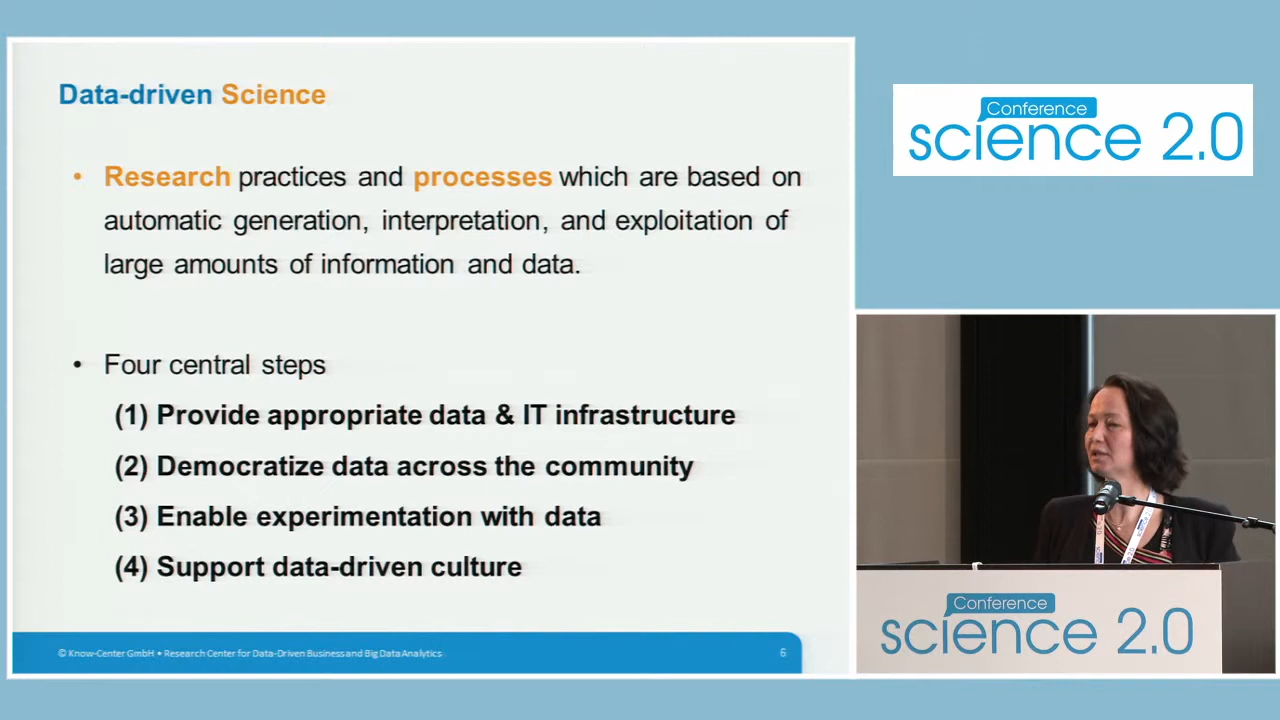 Data-driven Science
• Research practices and processes which are based on
automatic generation, interpretation, and exploitation of
large amounts of information and data.
• Four central steps
(1) Provide appropriate data & IT infrastructure
(2) Democratize data across the community
(3) Enable experimentation with data
(4) Support data-driven culture
© Know-Center GmbH • Research Center for Data-Driven Business and Big Data Analytics
6
Conference
science 2.0
Conference
science 2.0